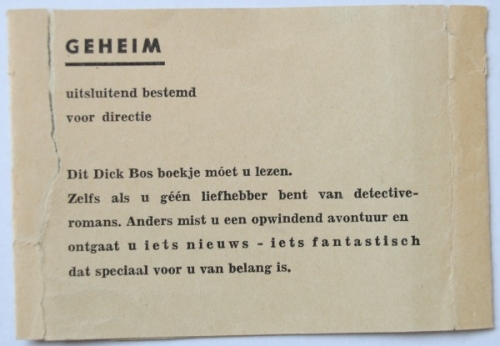 GEHEIM
uitsluitend bestemd
voor directie
Dit Dick Bos boekje móet u lezen.
Zelfs als u géén liefhebber bent van detective-
romans. Anders mist u een opwindend avontuur en
ontgaat u iets nieuws - iets fantastisch
dat speciaal voor u van belang is.